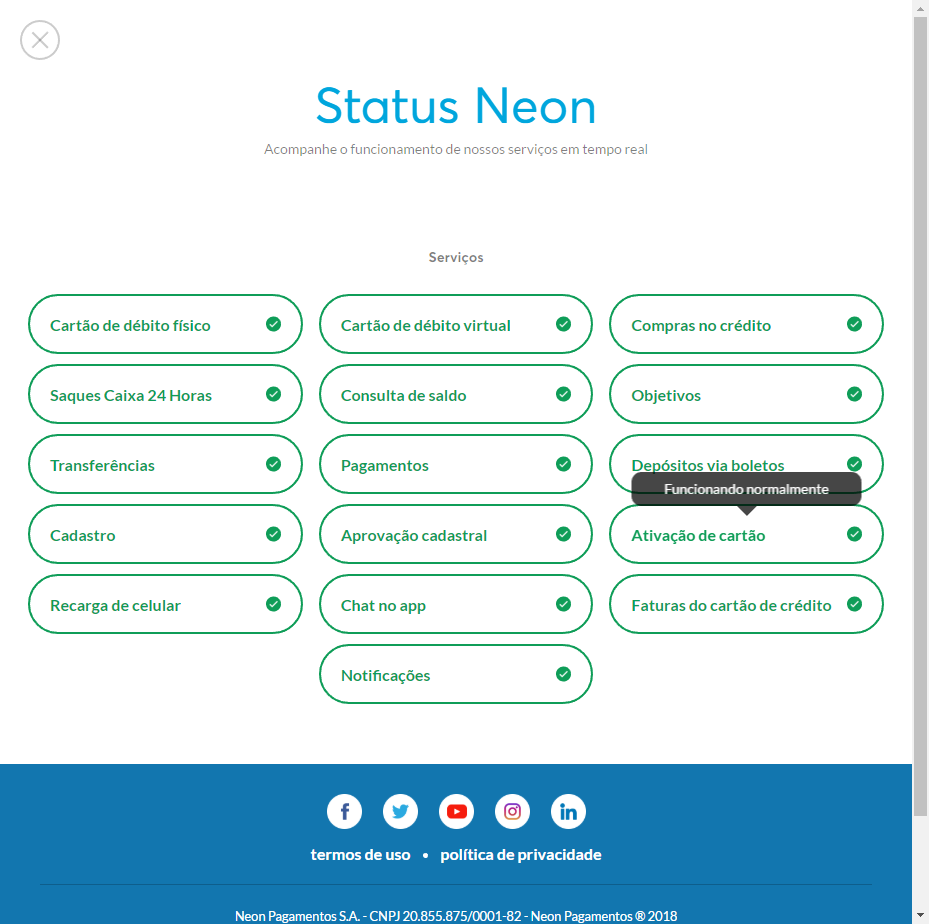 Status Neon
Acompanhe o funcionamento de nossos serviços em tempo real
Serviços
Cartão de débito físico
Cartão de débito virtual
Compras no crédito
Saques Caixa 24 Horas
Consulta de saldo
Objetivos
Transferências
Pagamentos
Depósitos via boletos
Funcionando normalmente
Cadastro
Aprovação cadastral
Ativação de cartão
Recarga de celular
Chat no app
Faturas do cartão de crédito
Notificações
termos de uso • política de privacidade
Neon Pagamentos S.A. - CNPJ 20.855.875/0001-82 - Neon Pagamentos ® 2018